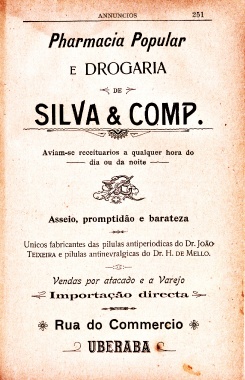 ANNUNCIOS 251
Pharmacia Popular
E DROGARIA
DE
SILVA & COMP.
Aviam-se receituarios a qualquer hora do
dia ou da noite
Asseio, promptidão e barateza
Unicos fabricantes das pilulas antiperiodicas do Dr. JOÃO
TEIXEIRA e pilulas antinevralgicas do Dr. H. DE MELLO.
Vendas por atacado e a Varejo
Importação directa
Rua do Commercio
UBERABA